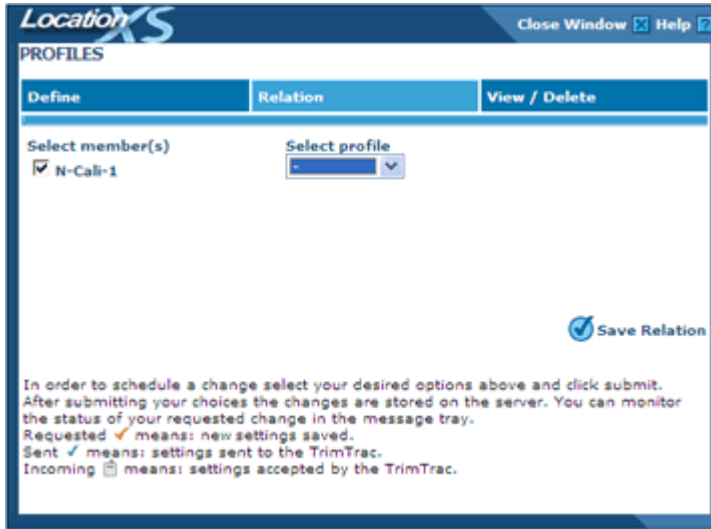 LocationXS
Close Window Help
PROFILES
Define Relation View / Delete
Select member(s) Select profile
N-Cali-1 -
Save Relation
In order to schedule a change select your desired options above and click submit.
After submitting your choices the changes are stored on the server. You can monitor
the status of your requested change in the message tray.
Requested ✓ means: new settings saved.
Sent ✓ means: settings sent to the TrimTrac.
Incoming means: settings accepted by the TrimTrac.